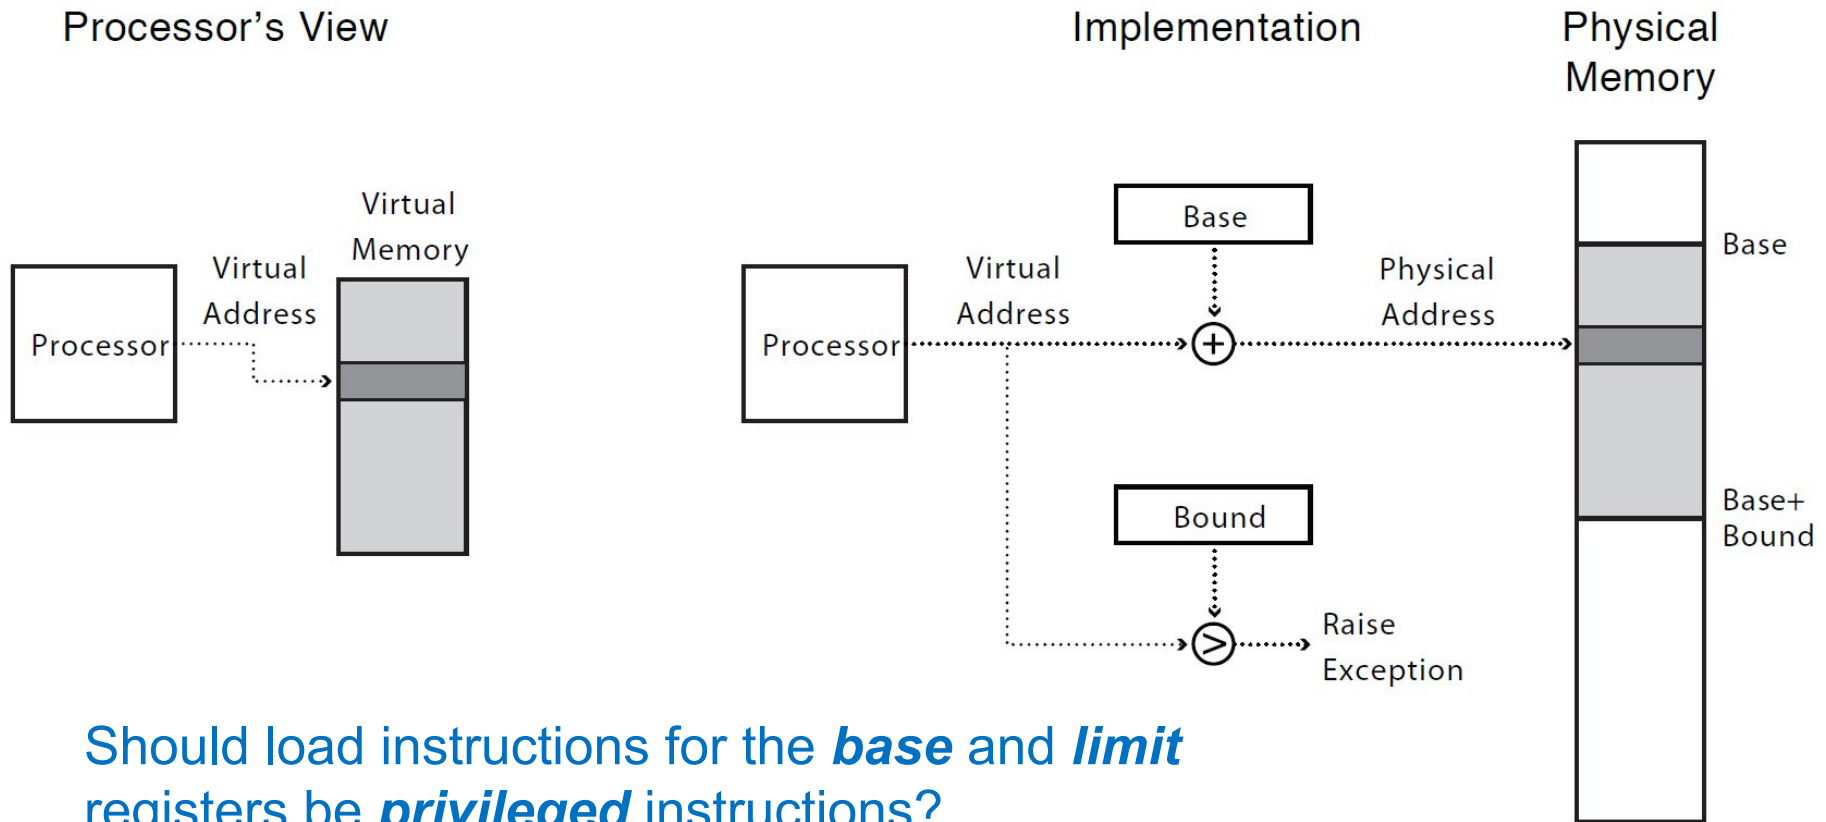 Processor's View
Implementation
Physical
Memory
Virtual
Memory
Virtual
Address
Processor
Base
Virtual
Address
Physical
Address
Processor
+
Base
Bound
Base+
Bound
>
Raise
Exception
Should load instructions for the base and limit
registers be privileged instructions?